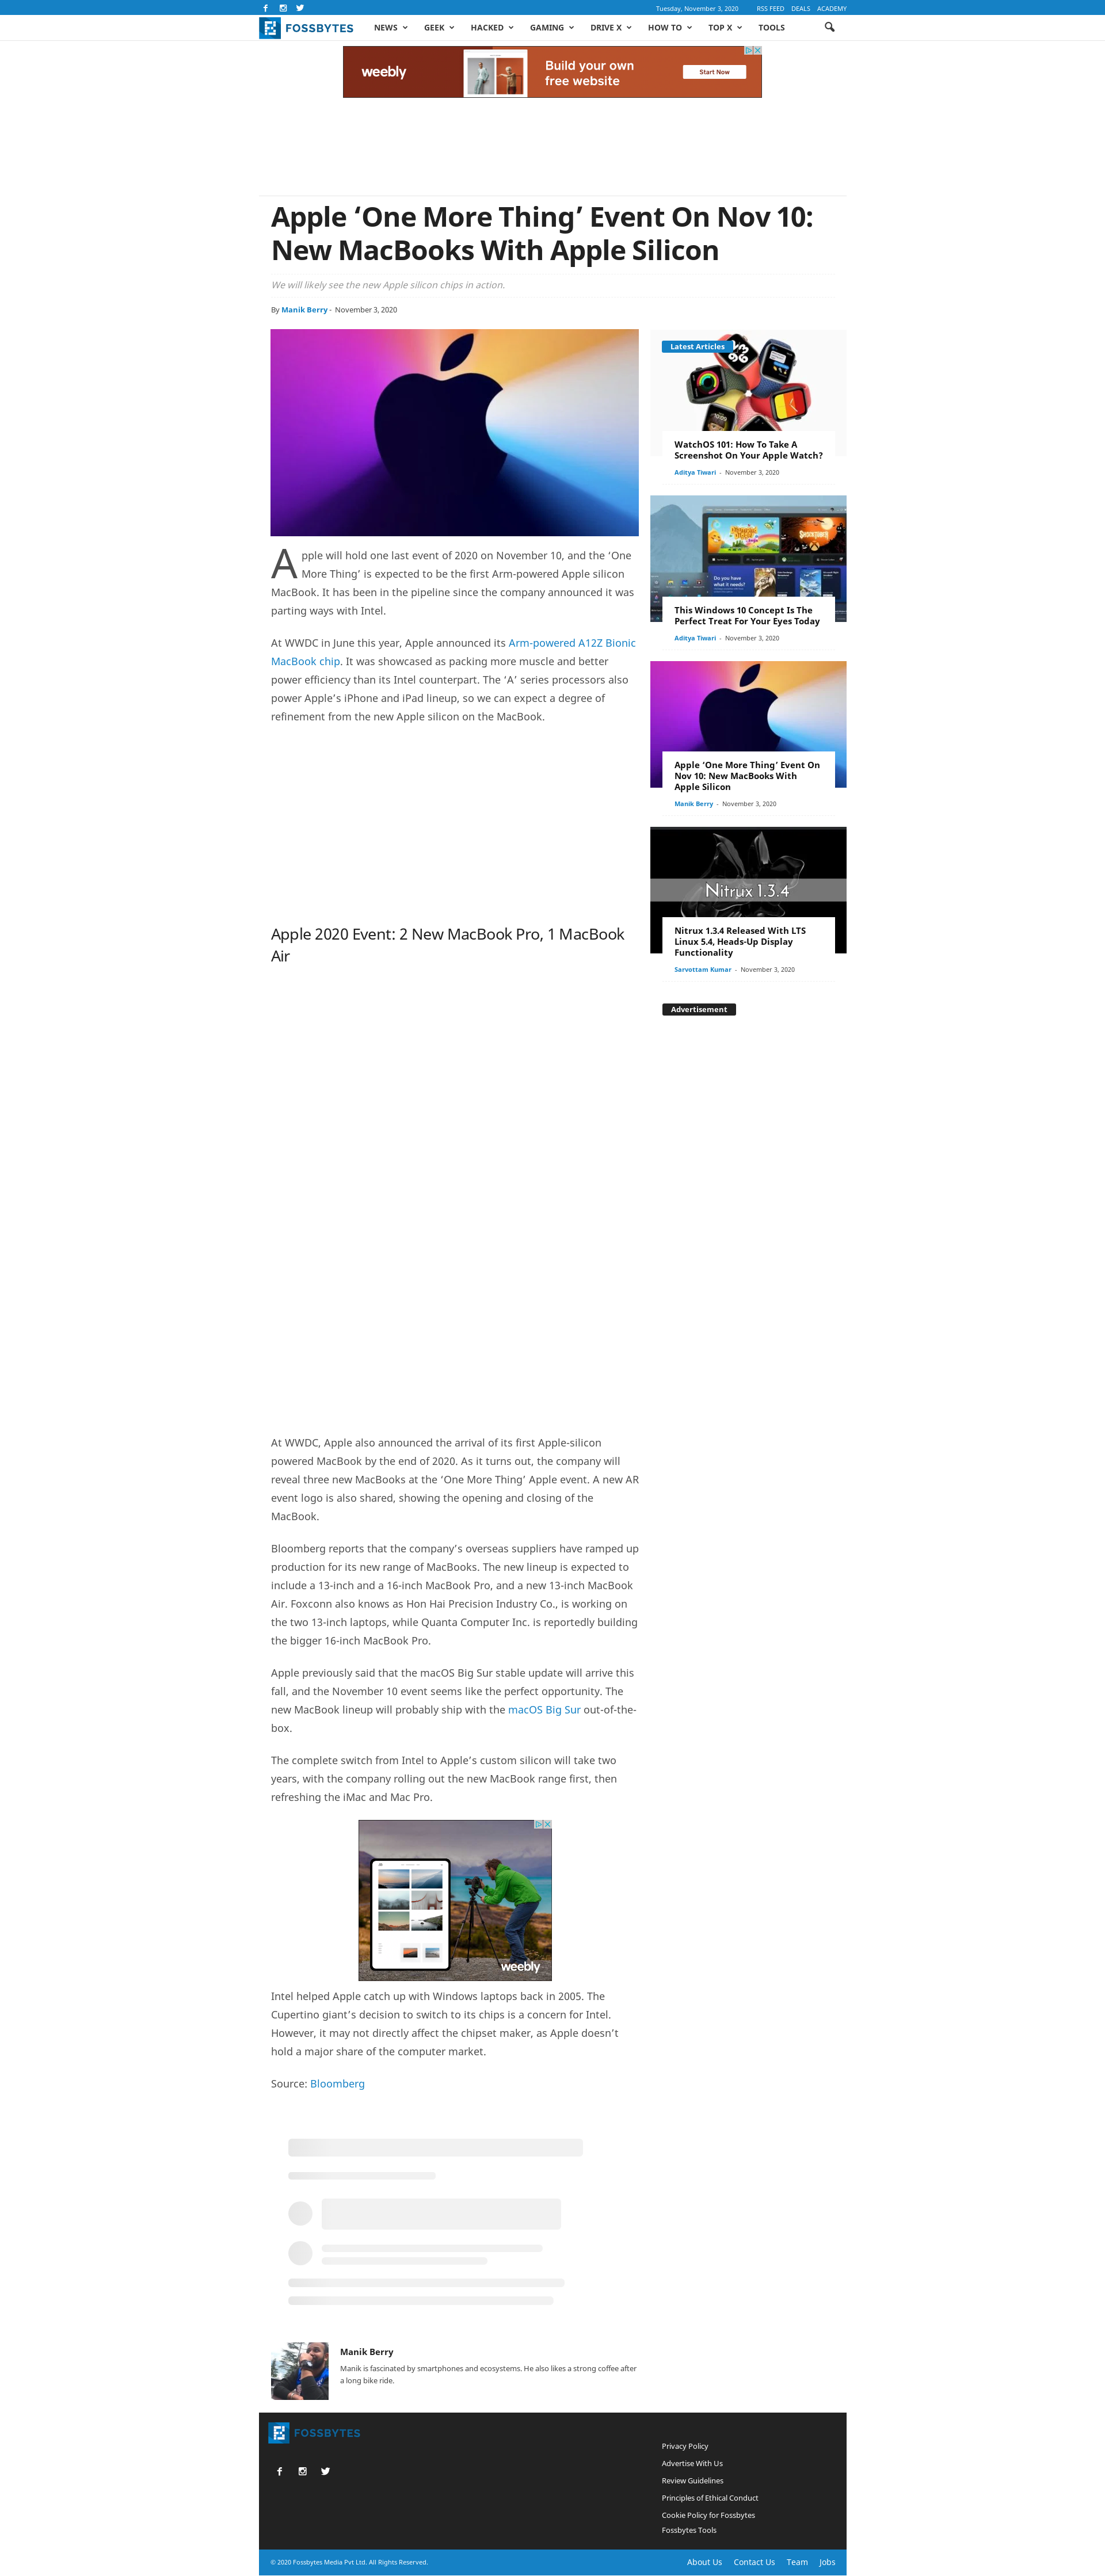 Tuesday, November 3, 2020 RSS FEED DEALS ACADEMY
FOSSBYTES NEWS GEEK HACKED GAMING DRIVE X HOW TO TOP X TOOLS
weebly
Build your own
free website
Start Now
Apple ‘One More Thing’ Event On Nov 10:
New MacBooks With Apple Silicon
We will likely see the new Apple silicon chips in action.
By Manik Berry - November 3, 2020
Apple will hold one last event of 2020 on November 10, and the ‘One
More Thing’ is expected to be the first Arm-powered Apple silicon
MacBook. It has been in the pipeline since the company announced it was
parting ways with Intel.
At WWDC in June this year, Apple announced its Arm-powered A12Z Bionic
MacBook chip. It was showcased as packing more muscle and better
power efficiency than its Intel counterpart. The ‘A’ series processors also
power Apple’s iPhone and iPad lineup, so we can expect a degree of
refinement from the new Apple silicon on the MacBook.
Apple 2020 Event: 2 New MacBook Pro, 1 MacBook
Air
At WWDC, Apple also announced the arrival of its first Apple-silicon
powered MacBook by the end of 2020. As it turns out, the company will
reveal three new MacBooks at the ‘One More Thing’ Apple event. A new AR
event logo is also shared, showing the opening and closing of the
MacBook.
Bloomberg reports that the company’s overseas suppliers have ramped up
production for its new range of MacBooks. The new lineup is expected to
include a 13-inch and a 16-inch MacBook Pro, and a new 13-inch MacBook
Air. Foxconn also knows as Hon Hai Precision Industry Co., is working on
the two 13-inch laptops, while Quanta Computer Inc. is reportedly building
the bigger 16-inch MacBook Pro.
Apple previously said that the macOS Big Sur stable update will arrive this
fall, and the November 10 event seems like the perfect opportunity. The
new MacBook lineup will probably ship with the macOS Big Sur out-of-the-
box.
The complete switch from Intel to Apple’s custom silicon will take two
years, with the company rolling out the new MacBook range first, then
refreshing the iMac and Mac Pro.
weebly
Intel helped Apple catch up with Windows laptops back in 2005. The
Cupertino giant’s decision to switch to its chips is a concern for Intel.
However, it may not directly affect the chipset maker, as Apple doesn’t
hold a major share of the computer market.
Source: Bloomberg
Latest Articles
WatchOS 101: How To Take A
Screenshot On Your Apple Watch?
Aditya Tiwari - November 3, 2020
Do you have
what it needs?
This Windows 10 Concept Is The
Perfect Treat For Your Eyes Today
Aditya Tiwari - November 3, 2020
Apple ‘One More Thing’ Event On
Nov 10: New MacBooks With
Apple Silicon
Manik Berry - November 3, 2020
Nitrux 1.3.4
Nitrux 1.3.4 Released With LTS
Linux 5.4, Heads-Up Display
Functionality
Sarvottam Kumar - November 3, 2020
Advertisement
Manik Berry
Manik is fascinated by smartphones and ecosystems. He also likes a strong coffee after
a long bike ride.
FOSSBYTES
Privacy Policy
Advertise With Us
Review Guidelines
Principles of Ethical Conduct
Cookie Policy for Fossbytes
Fossbytes Tools
© 2020 Fossbytes Media Pvt Ltd. All Rights Reserved.
About Us Contact Us Team Jobs